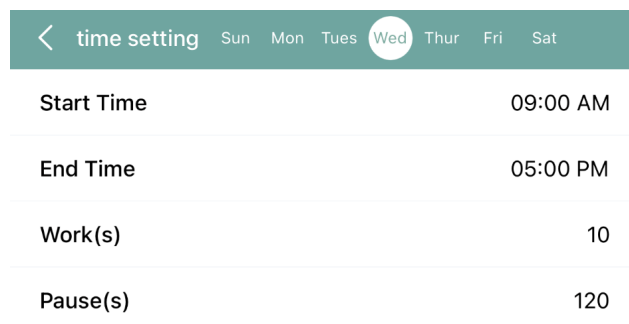 time setting Sun Mon Tues Wed Thur Fri Sat
Start Time 09:00 AM
End Time 05:00 PM
Work(s) 10
Pause(s) 120